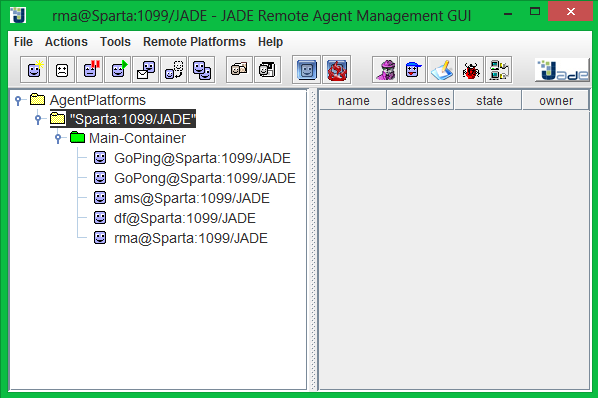 rma@Sparta:1099/JADE - JADE Remote Agent Management GUI
File Actions Tools Remote Platforms Help
Jade
AgentPlatforms
"Sparta:1099/JADE"
Main-Container
GoPing@Sparta:1099/JADE
GoPong@Sparta:1099/JADE
ams@Sparta:1099/JADE
df@Sparta:1099/JADE
rma@Sparta:1099/JADE
name addresses state owner